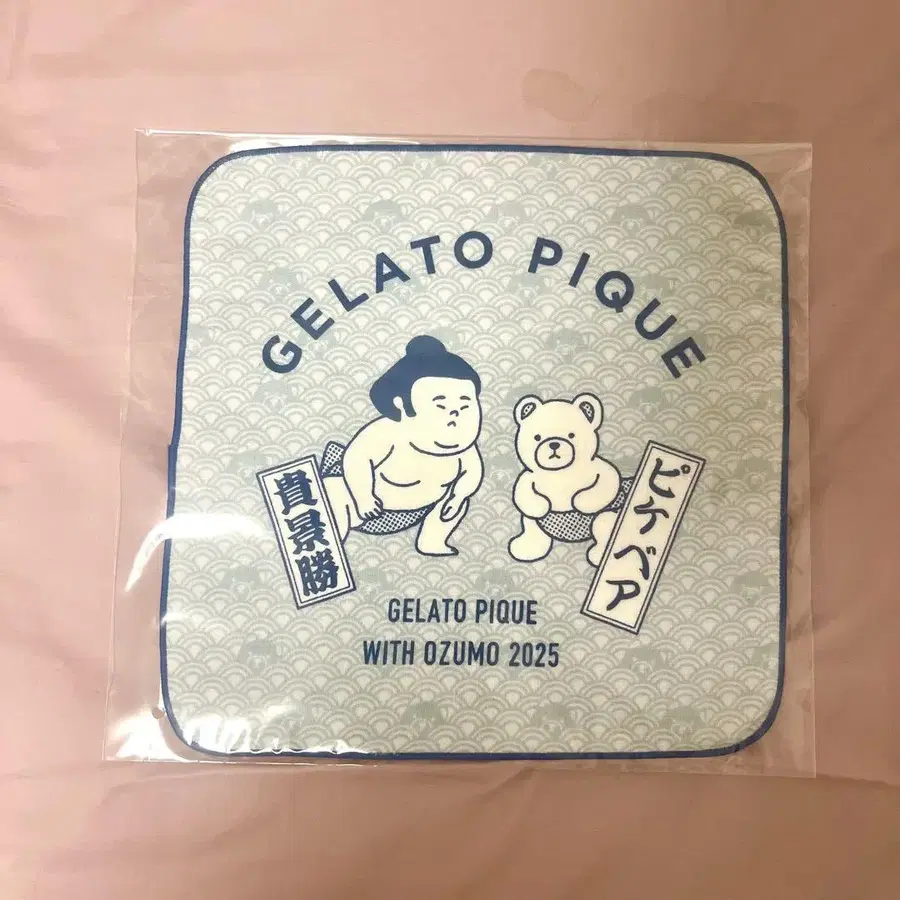 GELATO PIQUE
貴景勝
ピケベア
GELATO PIQUE
WITH OZUMO 2025